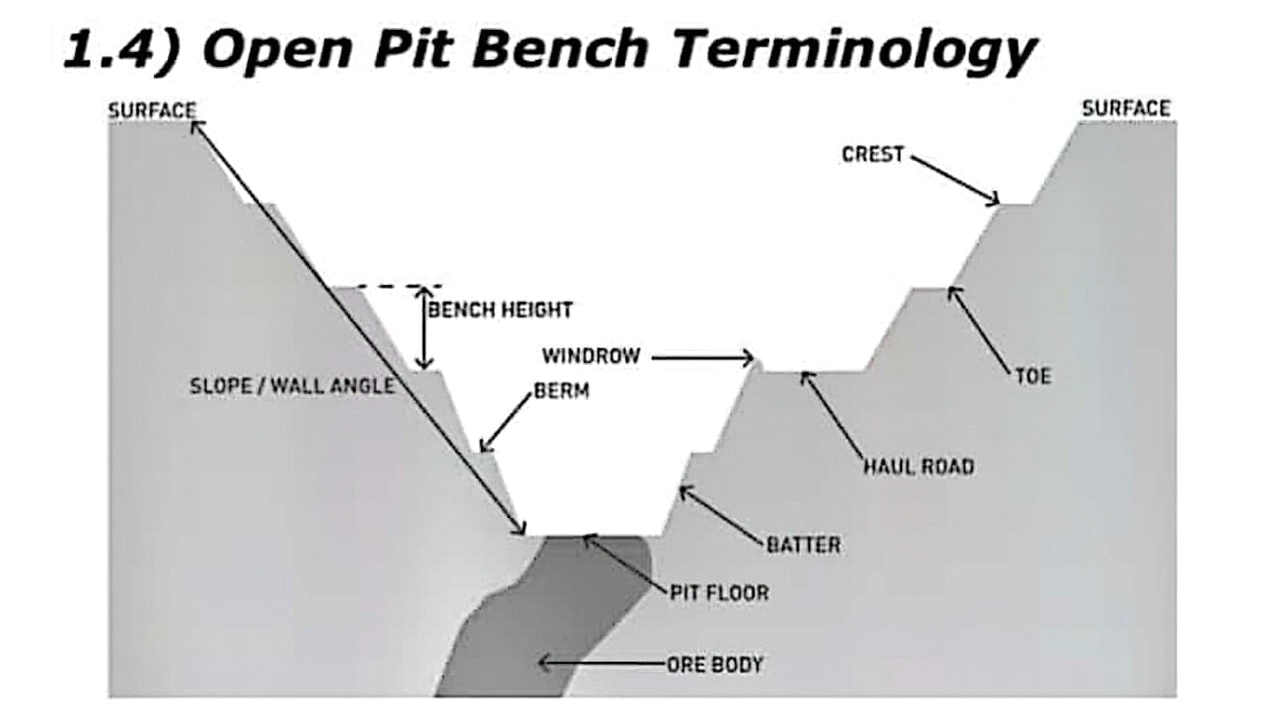 1.4) Open Pit Bench Terminology
SURFACE
SURFACE
CREST
BENCH HEIGHT
WINDROW
TOE
SLOPE / WALL ANGLE
BERM
HAUL ROAD
BATTER
PIT FLOOR
ORE BODY